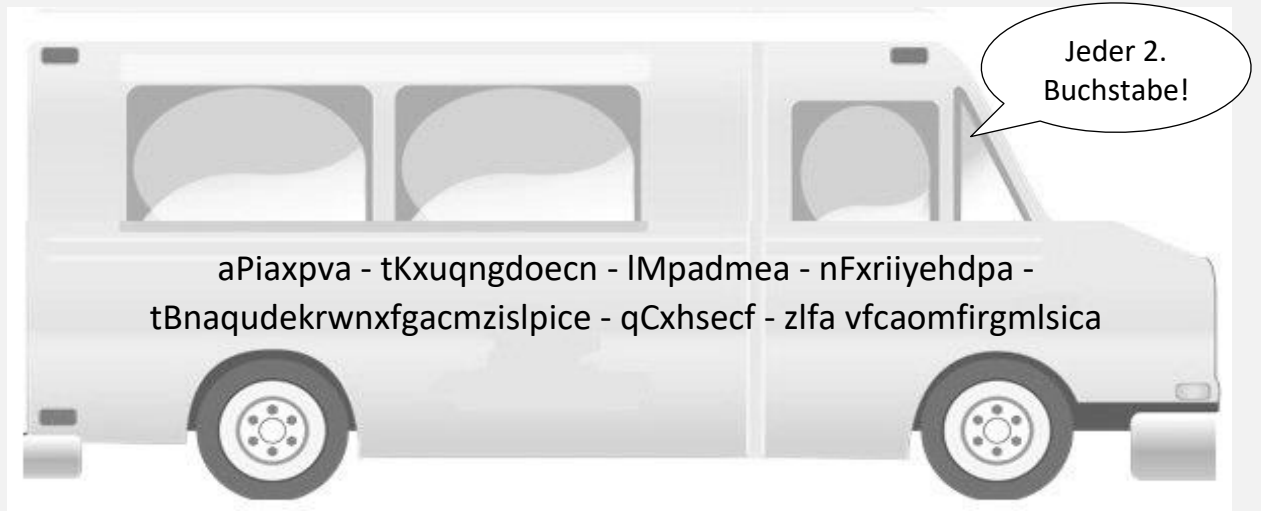 Jeder 2.
Buchstabe!
aPiaxpva - tKxuqngdoecn - lMpadmea - nFxriiyehdpa -
tBnaqudekrwnxfgacmzislpice - qCxhsecf - zlfa vfcaomfirgmlsica